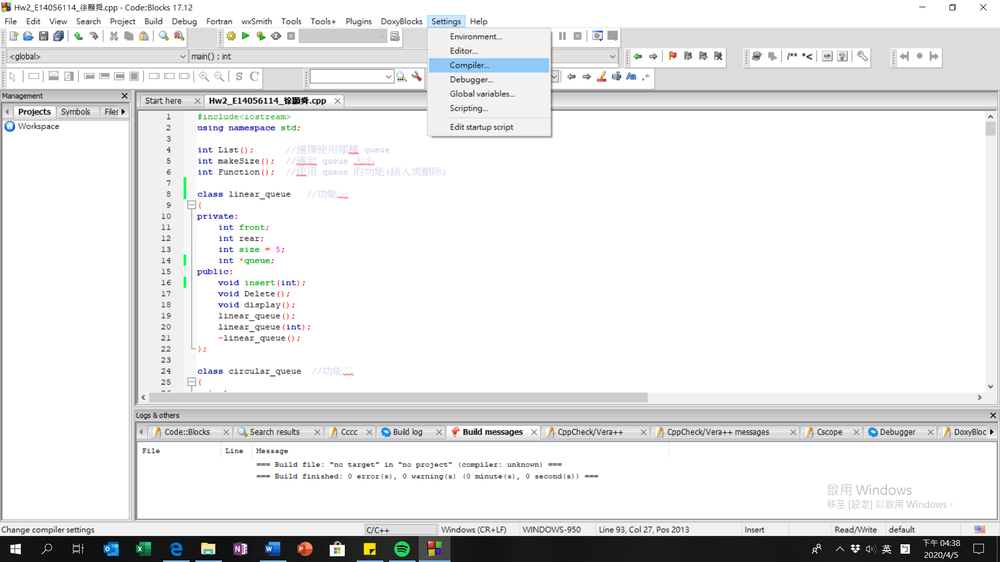 Hw2_E14056114_徐顥舜.cpp - Code::Blocks 17.12
File Edit View Search Project Build Debug Fortran wxSmith Tools Tools+ Plugins DoxyBlocks Settings Help
Environment...
Editor...
Compiler...
Debugger...
Global variables...
Scripting...
Edit startup script
<global> main() : int
/** *<
S C
Aa .*
Management
Projects Symbols Files
Workspace
Start here Hw2_E14056114_徐顥舜.cpp
1 #include<iostream>
2 using namespace std;
3
4 int List(); //選擇使用哪種 queue
5 int makeSize(); //確定 queue 大小
6 int Function(); //使用 queue 的功能(插入或刪除)
7
8 class linear_queue //功能一
9 {
10 private:
11 int front;
12 int rear;
13 int size = 5;
14 int *queue;
15 public:
16 void insert(int);
17 void Delete();
18 void display();
19 linear_queue();
20 linear_queue(int);
21 ~linear_queue();
22 };
23
24 class circular_queue //功能二
25 {
Logs & others
Code::Blocks Search results Cccc Build log Build messages CppCheck/Vera++ CppCheck/Vera++ messages Cscope Debugger DoxyBloc
File Line Message
=== Build file: "no target" in "no project" (compiler: unknown) ===
=== Build finished: 0 error(s), 0 warning(s) (0 minute(s), 0 second(s)) ===
啟用 Windows
移至 [設定] 以啟用 Windows。
Change compiler settings C/C++ Windows (CR+LF) WINDOWS-950 Line 93, Col 27, Pos 2013 Insert Read/Write default
英 下午 04:38
2020/4/5